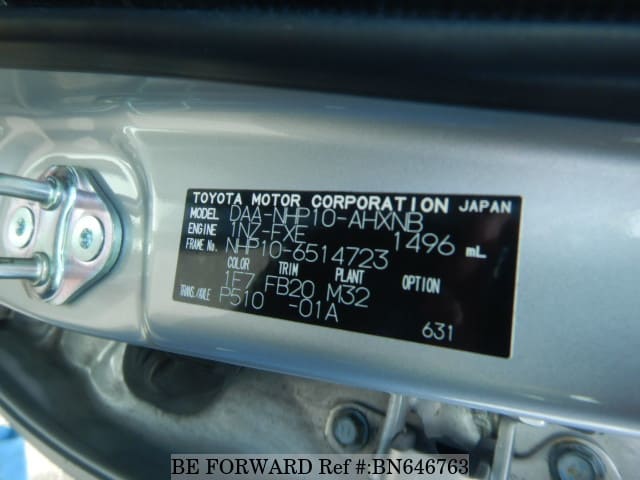 TOYOTA MOTOR CORPORATION JAPAN
MODEL DAA-NHP10-AHXNB
ENGINE 1NZ-FXE 1496 mL
FRAME No. NHP10-6514723
COLOR TRIM PLANT OPTION
1F7 FB20 M32
TRANS./AXLE P510 -01A
631
BE FORWARD Ref #:BN646763